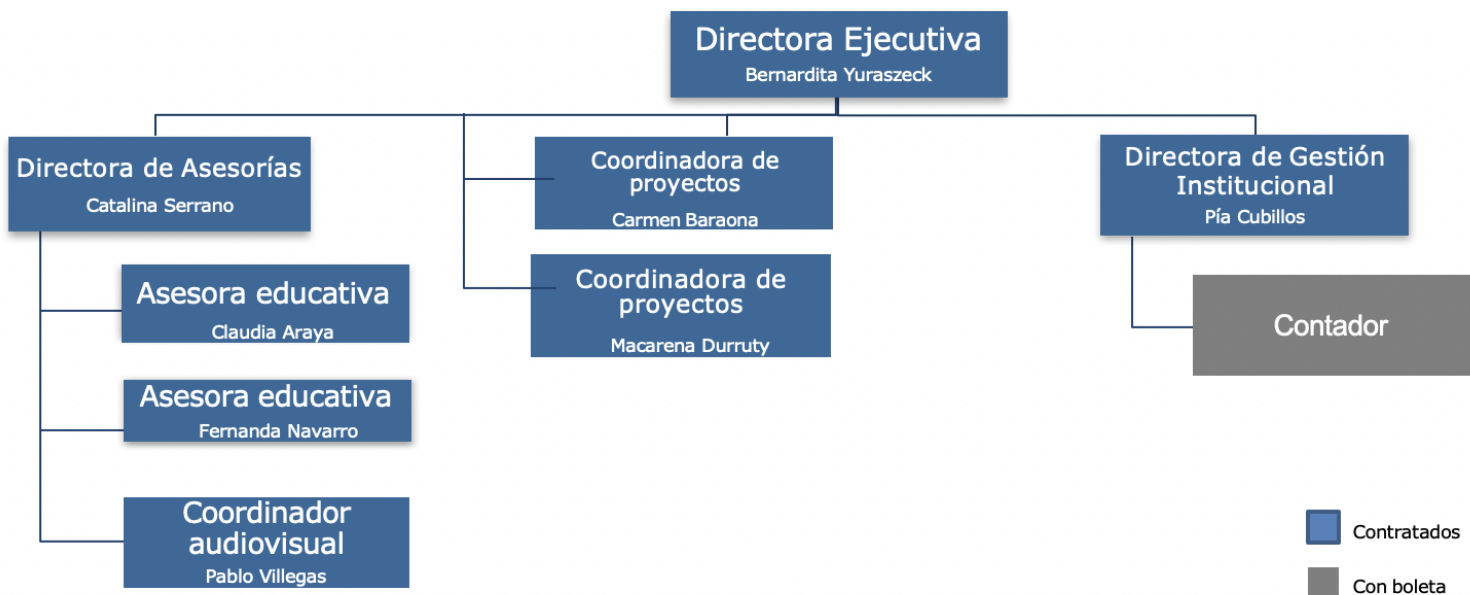 Directora Ejecutiva
Bernardita Yuraszeck
Directora de Asesorías
Catalina Serrano
Asesora educativa
Claudia Araya
Asesora educativa
Fernanda Navarro
Coordinador
audiovisual
Pablo Villegas
Coordinadora de
proyectos
Carmen Baraona
Coordinadora de
proyectos
Macarena Durruty
Directora de Gestión
Institucional
Pía Cubillos
Contador
Contratados
Con boleta